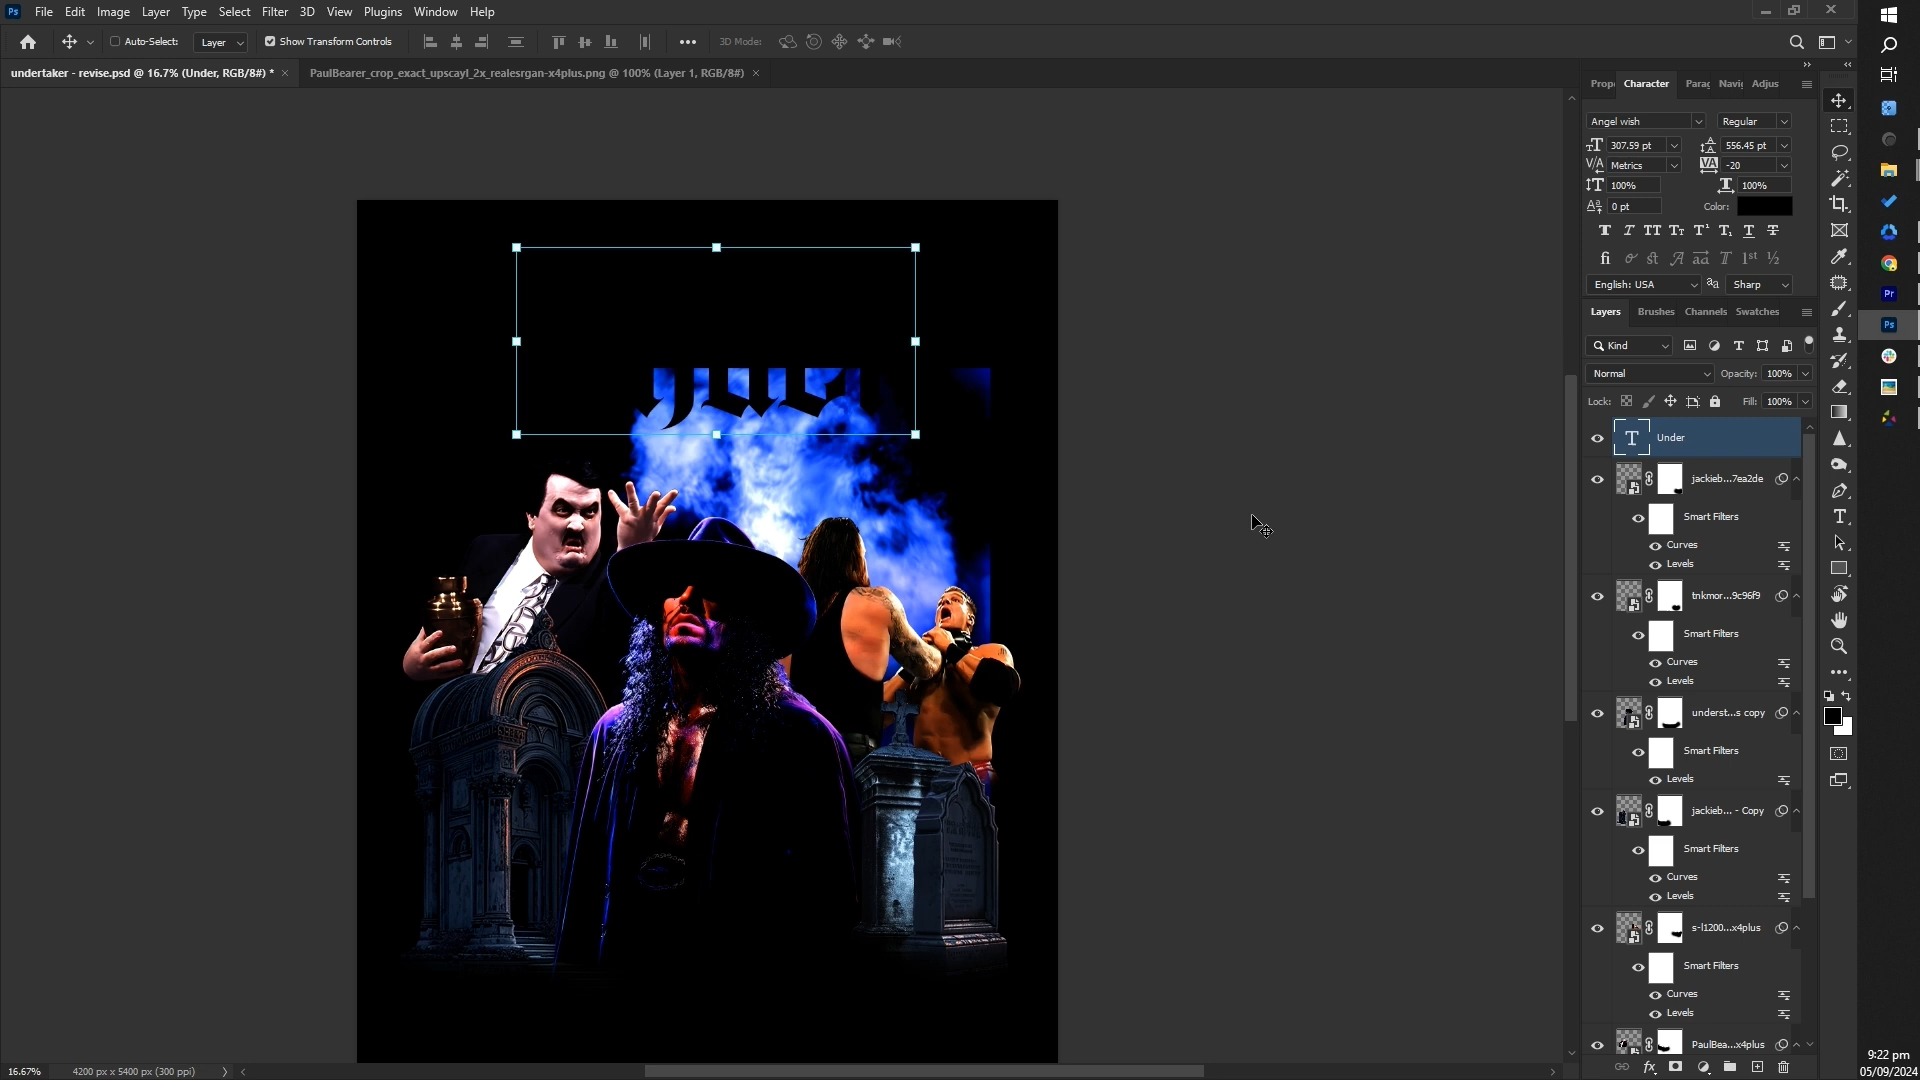 Ps File Edit Image Layer Type Select Filter 3D View Plugins Window Help
Auto-Select: Layer Show Transform Controls 3D Mode:
undertaker - revise.psd @ 16.7% (Under, RGB/8#) * PaulBearer_crop_exact_upscayl_2x_realesrgan-x4plus.png @ 100% (Layer 1, RGB/8#)
Prope Character Parag Navig Adjus
Angel wish Regular
307.59 pt 556.45 pt
Metrics -20
100% 100%
0 pt Color:
English: USA Sharp
Layers Brushes Channels Swatches
Kind
Normal Opacity: 100%
Lock: Fill: 100%
Under
jackieb...7ea2de
Smart Filters
Curves
Levels
tnkmor...9c96f9
Smart Filters
Curves
Levels
underst...s copy
Smart Filters
Levels
jackieb... - Copy
Smart Filters
Curves
Levels
s-l1200...x4plus
Smart Filters
Curves
Levels
PaulBea...x4plus
16.67% 4200 px x 5400 px (300 ppi)
9:22 pm
05/09/2024